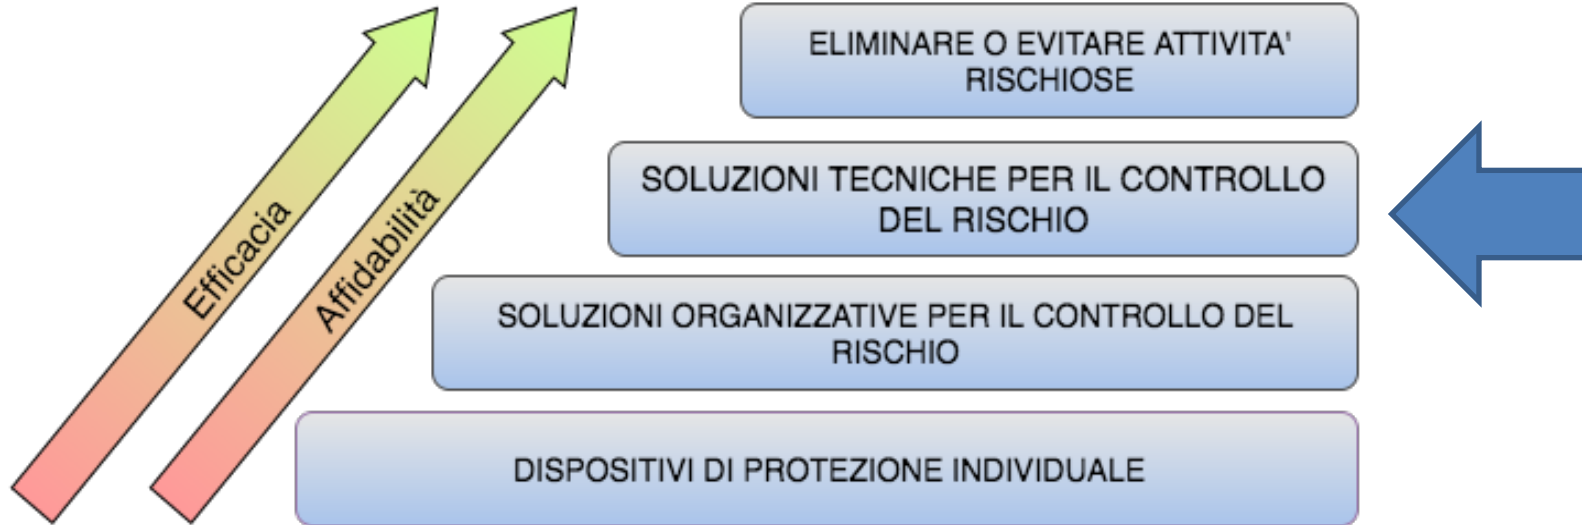 ELIMINARE O EVITARE ATTIVITA'
RISCHIOSE
SOLUZIONI TECNICHE PER IL CONTROLLO
DEL RISCHIO
SOLUZIONI ORGANIZZATIVE PER IL CONTROLLO DEL
RISCHIO
DISPOSITIVI DI PROTEZIONE INDIVIDUALE
Efficacia
Affidabilità